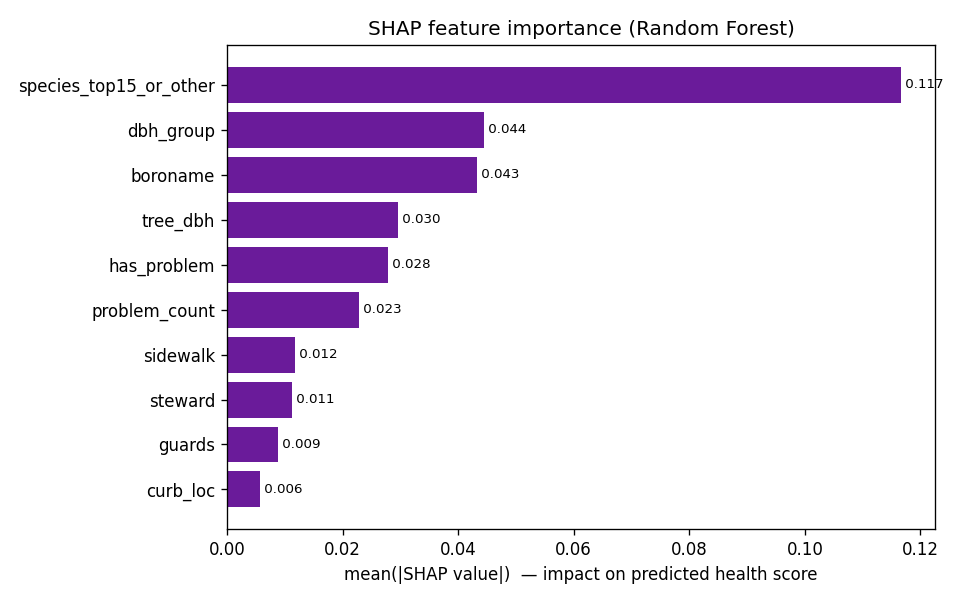 SHAP feature importance (Random Forest)
species_top15_or_other 0.117
dbh_group 0.044
boroname 0.043
tree_dbh 0.030
has_problem 0.028
problem_count 0.023
sidewalk 0.012
steward 0.011
guards 0.009
curb_loc 0.006
0.00 0.02 0.04 0.06 0.08 0.10 0.12
mean(|SHAP value|) — impact on predicted health score